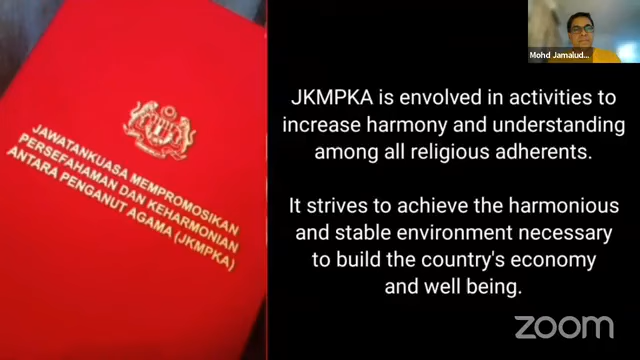 Mohd Jamalud...
JAWATANKUASA MEMPROMOSIKAN
PERSEFAHAMAN DAN KEHARMONIAN
ANTARA PENGANUT AGAMA (JKMPKA)
JKMPKA is envolved in activities to
increase harmony and understanding
among all religious adherents.
It strives to achieve the harmonious
and stable environment necessary
to build the country's economy
and well being.
zoom